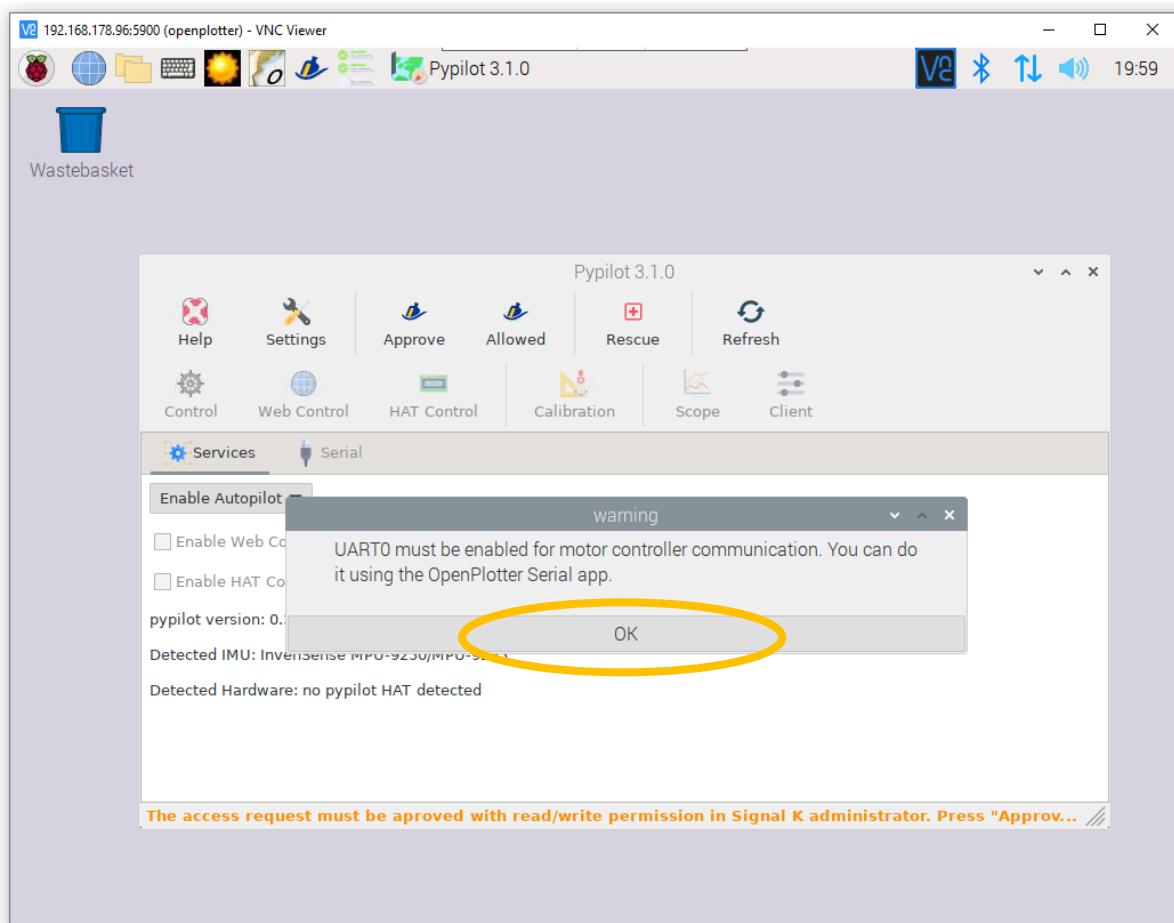 192.168.178.96:5900 (openplotter) - VNC Viewer
Pypilot 3.1.0
19:59
Wastebasket
Pypilot 3.1.0
Help Settings Approve Allowed Rescue Refresh
Control Web Control HAT Control Calibration Scope Client
Services Serial
Enable Autopilot
warning
Enable Web Co
UART0 must be enabled for motor controller communication. You can do
it using the OpenPlotter Serial app.
Enable HAT Co
pypilot version: 0.
OK
Detected IMU: InvenSense MPU-9250/MPU-92
Detected Hardware: no pypilot HAT detected
The access request must be aproved with read/write permission in Signal K administrator. Press "Approv...